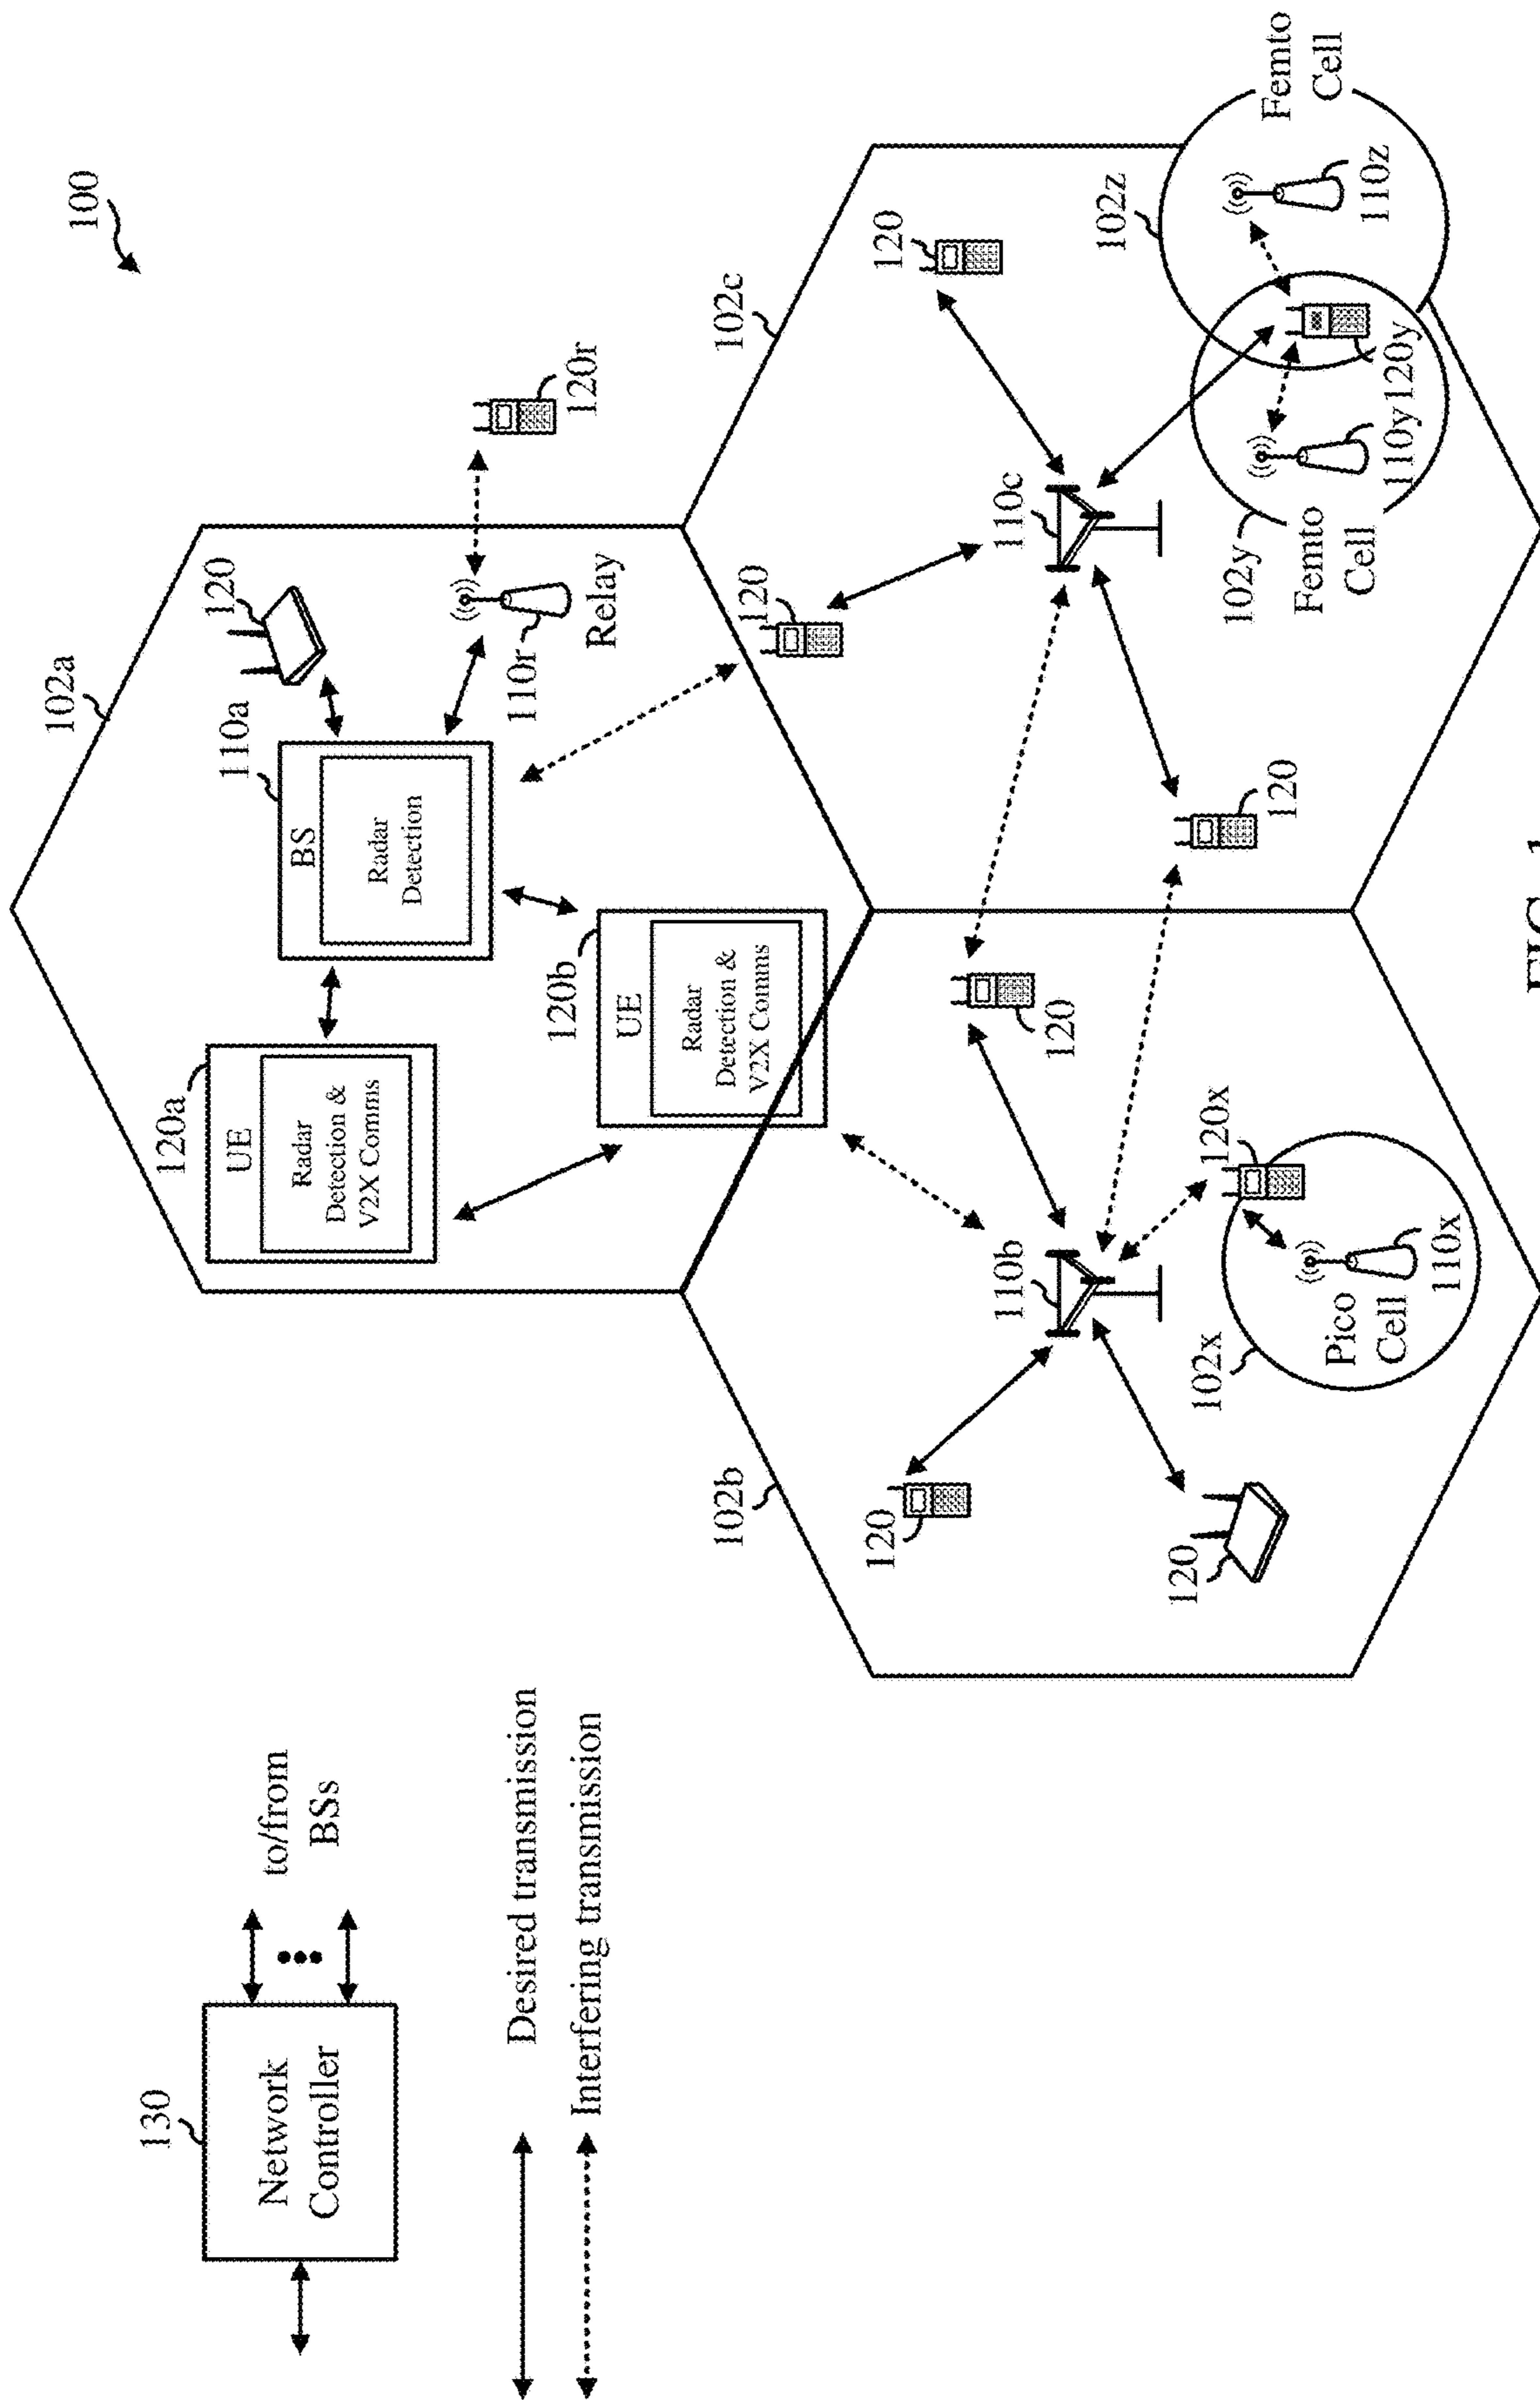 100
130
Network
Controller
to/from
BSs
Desired transmission
Interfering transmission
102a
120a
UE
Radar
Detection &
V2X Comms
110a
BS
Radar
Detection
120
120b
UE
Radar
Detection &
V2X Comms
110r
Relay
120r
102b
120
120
110b
120
102x
Pico
Cell
110x
120x
102c
120
120
110c
120
102y
Femto
Cell
110y
120y
102z
110z
Femto
Cell